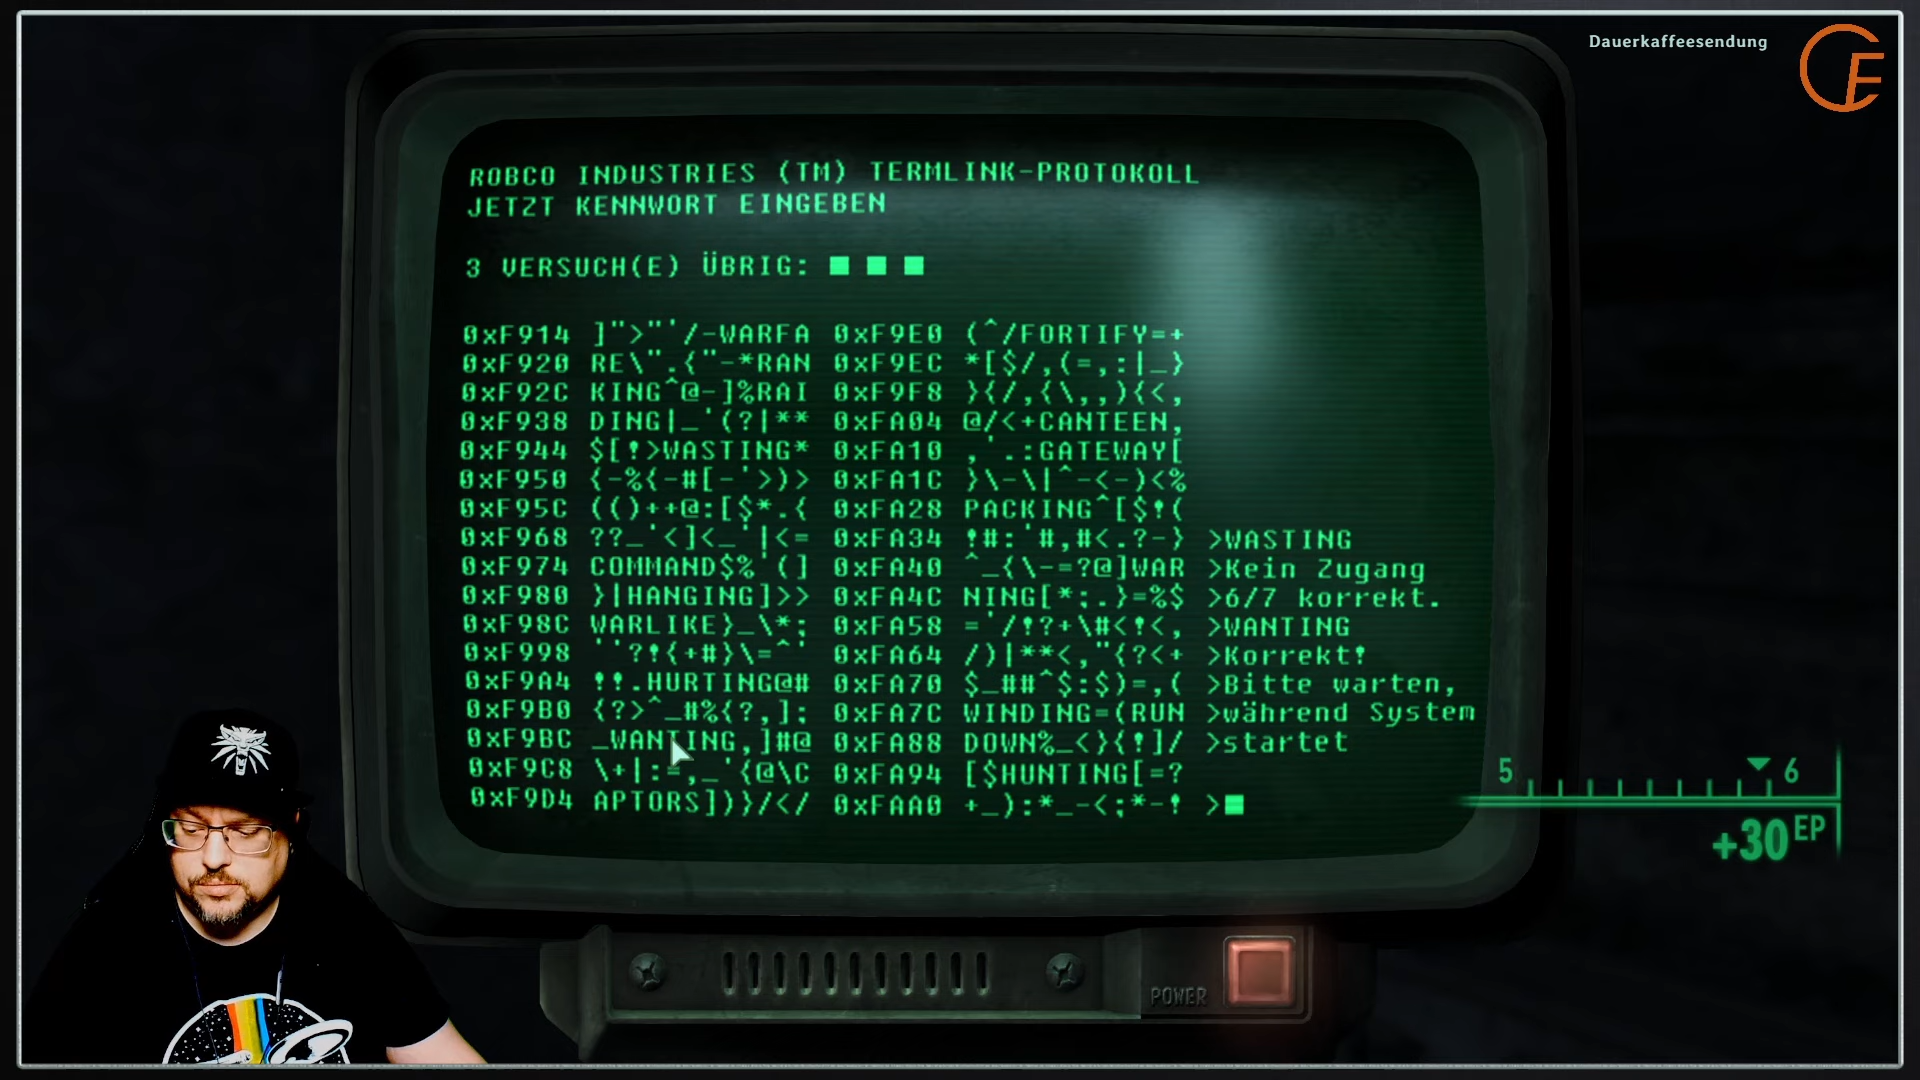 Dauerkaffeesendung
ROBCO INDUSTRIES (TM) TERMLINK-PROTOKOLL
JETZT KENNWORT EINGEBEN
3 VERSUCH(E) ÜBRIG: ■ ■ ■
0xF914 ]">"'/-WARFA 0xF9E0 (^/FORTIFY=+
0xF920 RE\".{"-*RAN 0xF9EC *[$/,(=,:|_}
0xF92C KING^@-]%RAI 0xF9F8 }{/,{\,,){<,
0xF938 DING|_'(?|** 0xFA04 @/<+CANTEEN,
0xF944 $[!>WASTING* 0xFA10 ,'.:GATEWAY[
0xF950 {-%{-#[-'>)> 0xFA1C }\-\|^-<-)<%
0xF95C (()++@:[$*.{ 0xFA28 PACKING^[$!(
0xF968 ??_'<]<_'|<= 0xFA34 !#:'#,#<.?-} >WASTING
0xF974 COMMAND$%'(] 0xFA40 ^_{\-=?@]WAR >Kein Zugang
0xF980 }|HANGING]>> 0xFA4C NING[*;.}=%$ >6/7 korrekt.
0xF98C WARLIKE}_\*; 0xFA58 ='/!?+\#<!<, >WANTING
0xF998 ''?!{+#}\=^' 0xFA64 /)|**<,"{?<+ >Korrekt!
0xF9A4 !!.HURTING@# 0xFA70 $_##^$:$)=,( >Bitte warten,
0xF9B0 {?>^_#%{?,]; 0xFA7C WINDING=(RUN >während System
0xF9BC _WANTING,]#@ 0xFA88 DOWN%_<}{!]/ >startet
0xF9C8 \+|:=,_'{@\C 0xFA94 [$HUNTING[=?
0xF9D4 APTORS])}/</ 0xFAA0 +_):*_-<;*-! >■
5 6
+30 EP
POWER